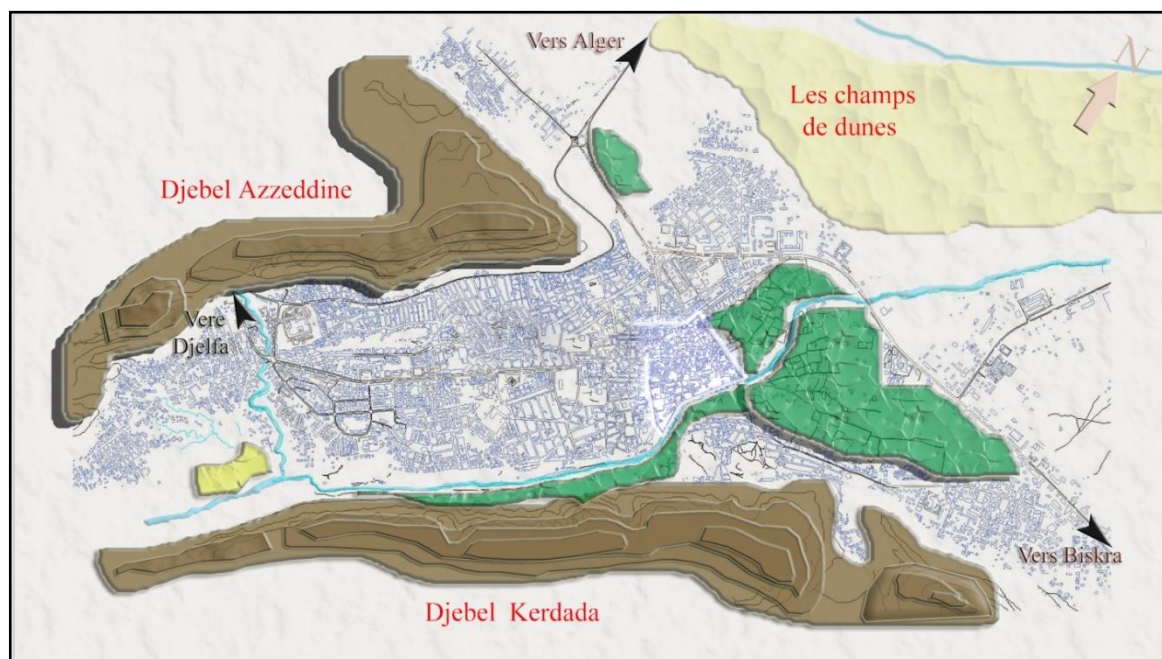 Vers Alger
N
Les champs
de dunes
Djebel Azzeddine
Vere
Djelfa
Vers Biskra
Djebel Kerdada